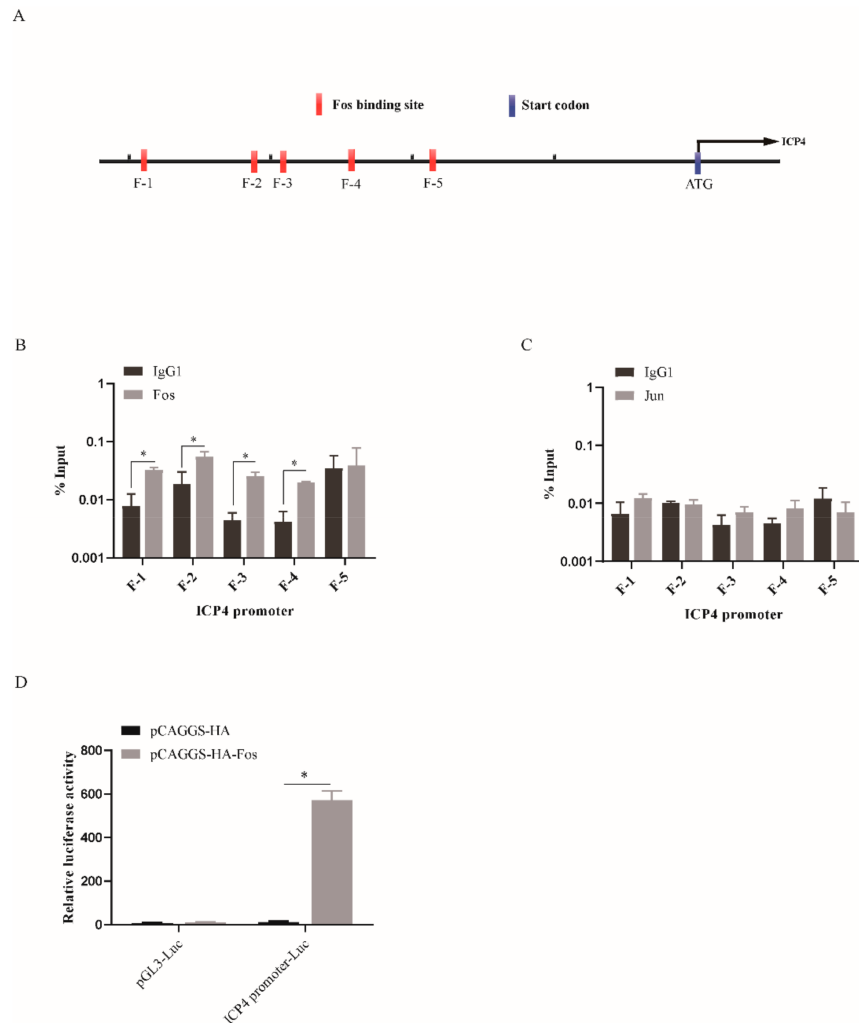 A
Fos binding site
Start codon
ICP4
F-1
F-2
F-3
F-4
F-5
ATG
B
IgG1
Fos
% Input
1
0.1
0.01
0.001
*
*
*
*
F-1
F-2
F-3
F-4
F-5
ICP4 promoter
C
IgG1
Jun
% Input
1
0.1
0.01
0.001
F-1
F-2
F-3
F-4
F-5
ICP4 promoter
D
pCAGGS-HA
pCAGGS-HA-Fos
Relative luciferase activity
800
600
400
200
0
*
pGL3-Luc
ICP4 promoter-Luc